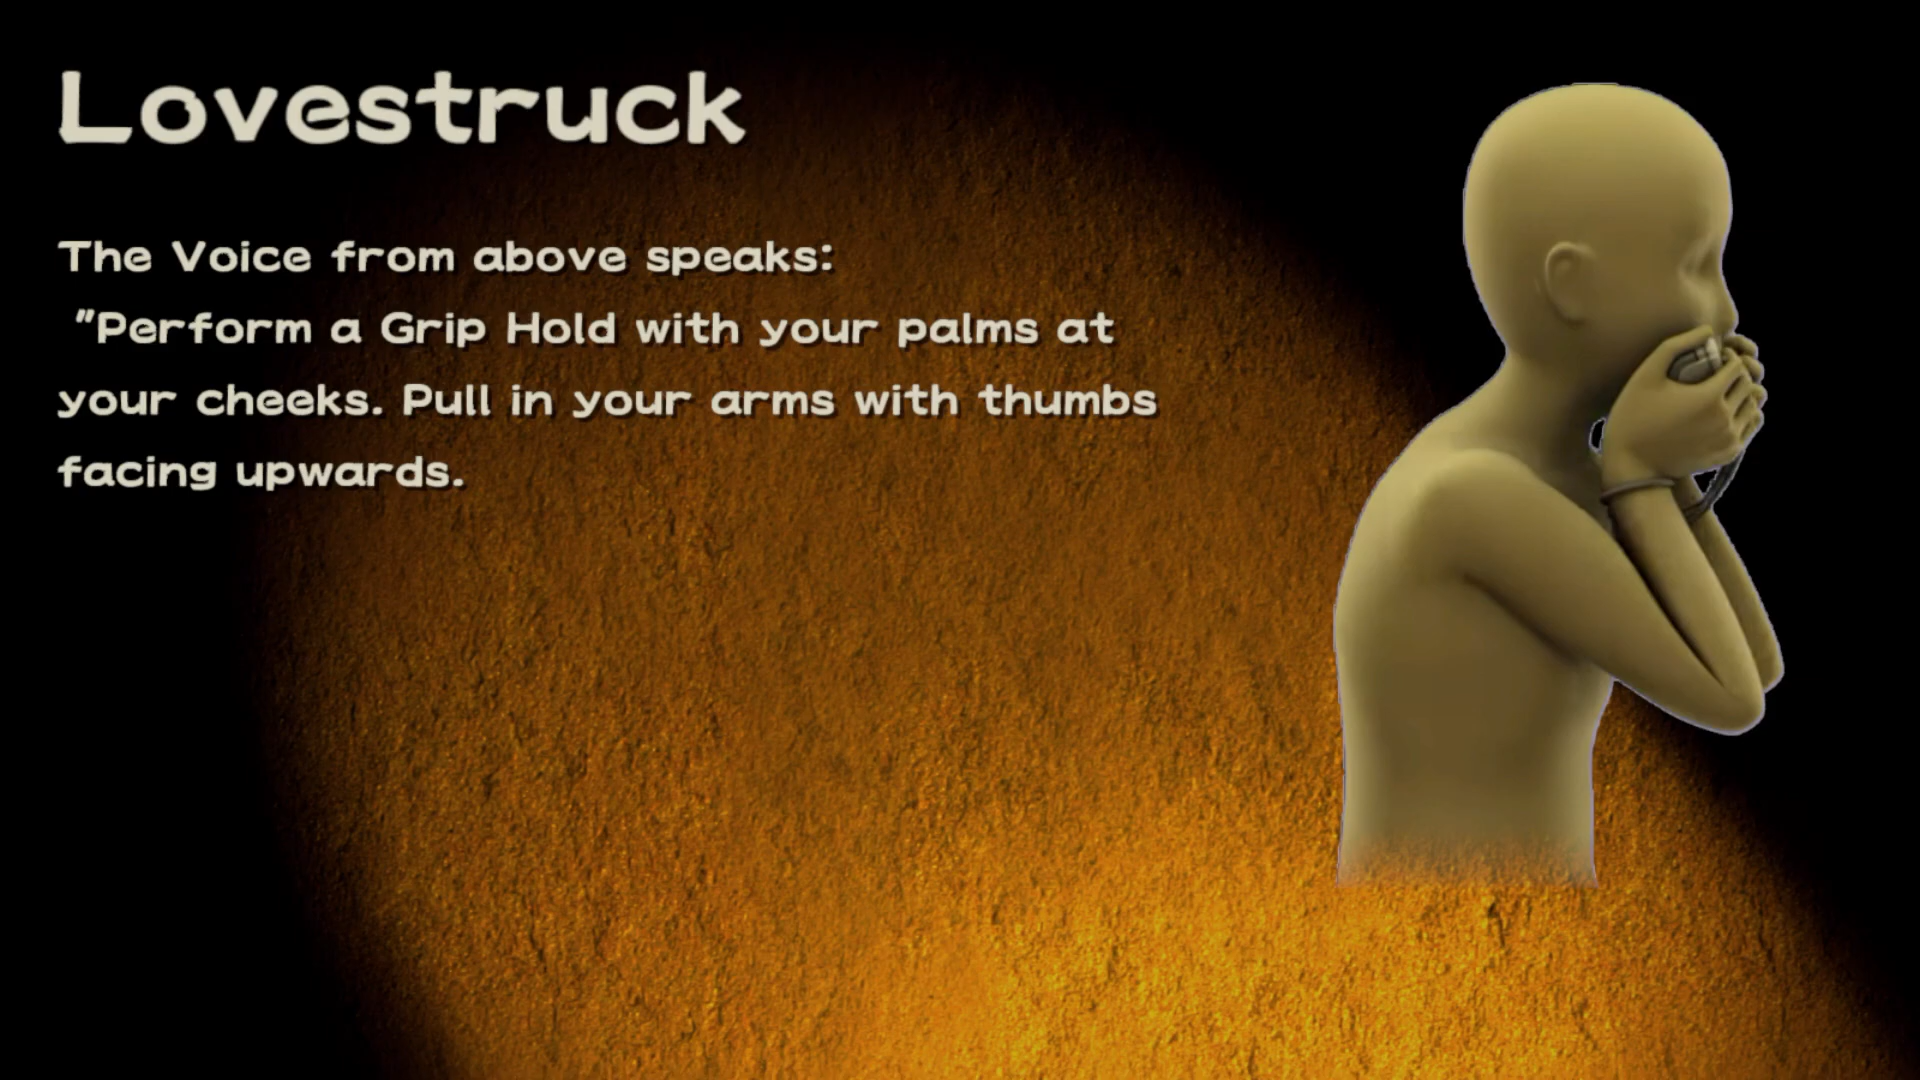 Lovestruck
The Voice from above speaks:
"Perform a Grip Hold with your palms at
your cheeks. Pull in your arms with thumbs
facing upwards.